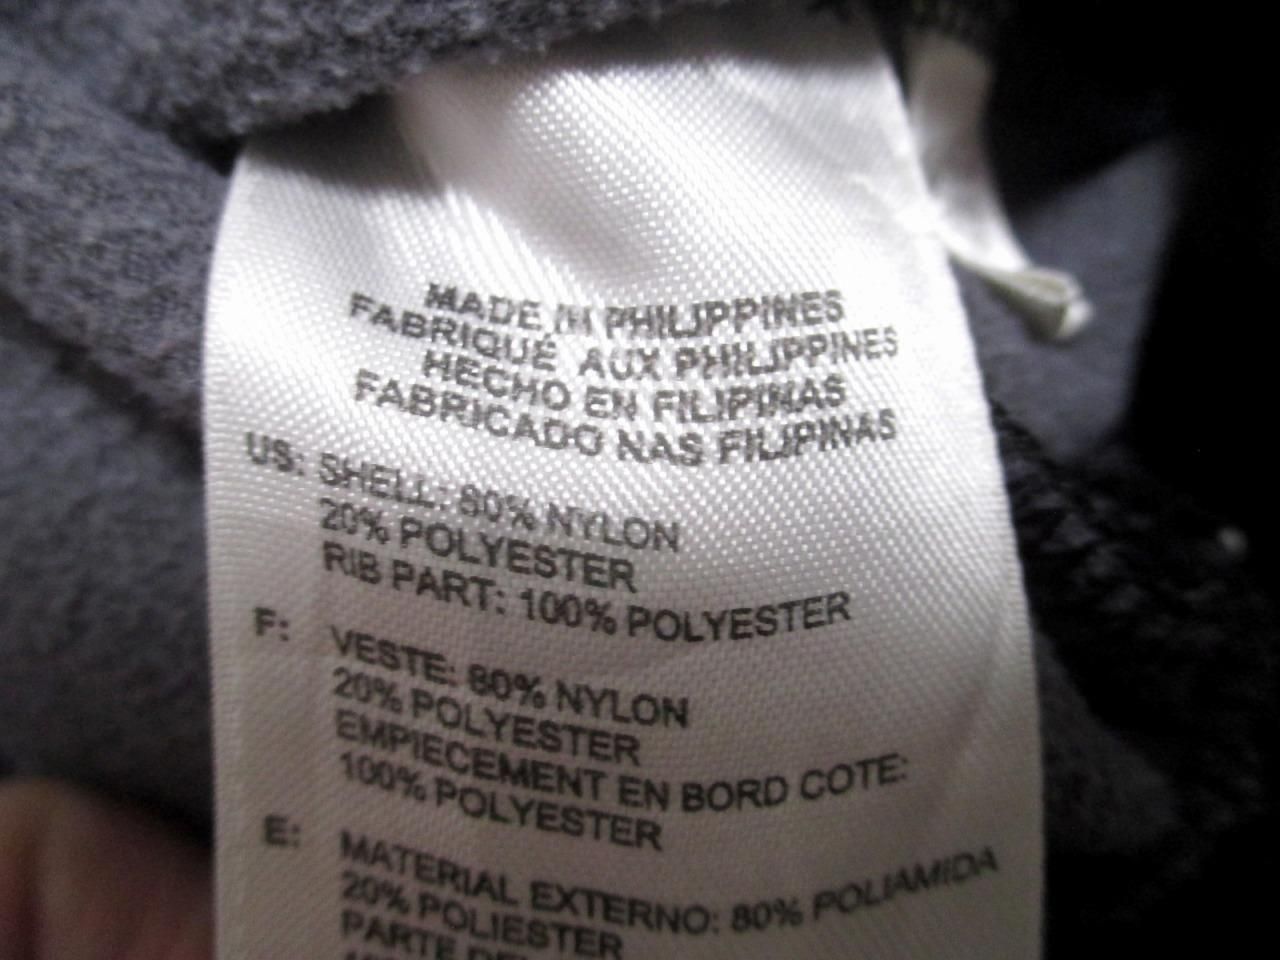 MADE IN PHILIPPINES
FABRIQUÉ AUX PHILIPPINES
HECHO EN FILIPINAS
FABRICADO NAS FILIPINAS
US: SHELL: 80% NYLON
20% POLYESTER
RIB PART: 100% POLYESTER
F: VESTE: 80% NYLON
20% POLYESTER
EMPIECEMENT EN BORD COTE:
100% POLYESTER
E: MATERIAL EXTERNO: 80% POLIAMIDA
20% POLIESTER
PARTE